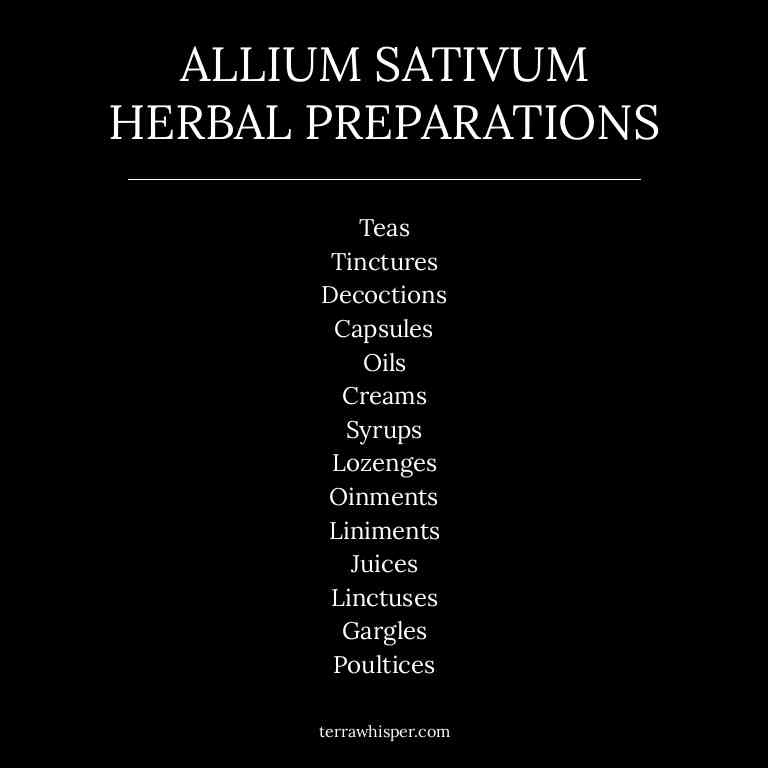 ALLIUM SATIVUM
HERBAL PREPARATIONS
Teas
Tinctures
Decoctions
Capsules
Oils
Creams
Syrups
Lozenges
Oinments
Liniments
Juices
Linctuses
Gargles
Poultices
terrawhisper.com